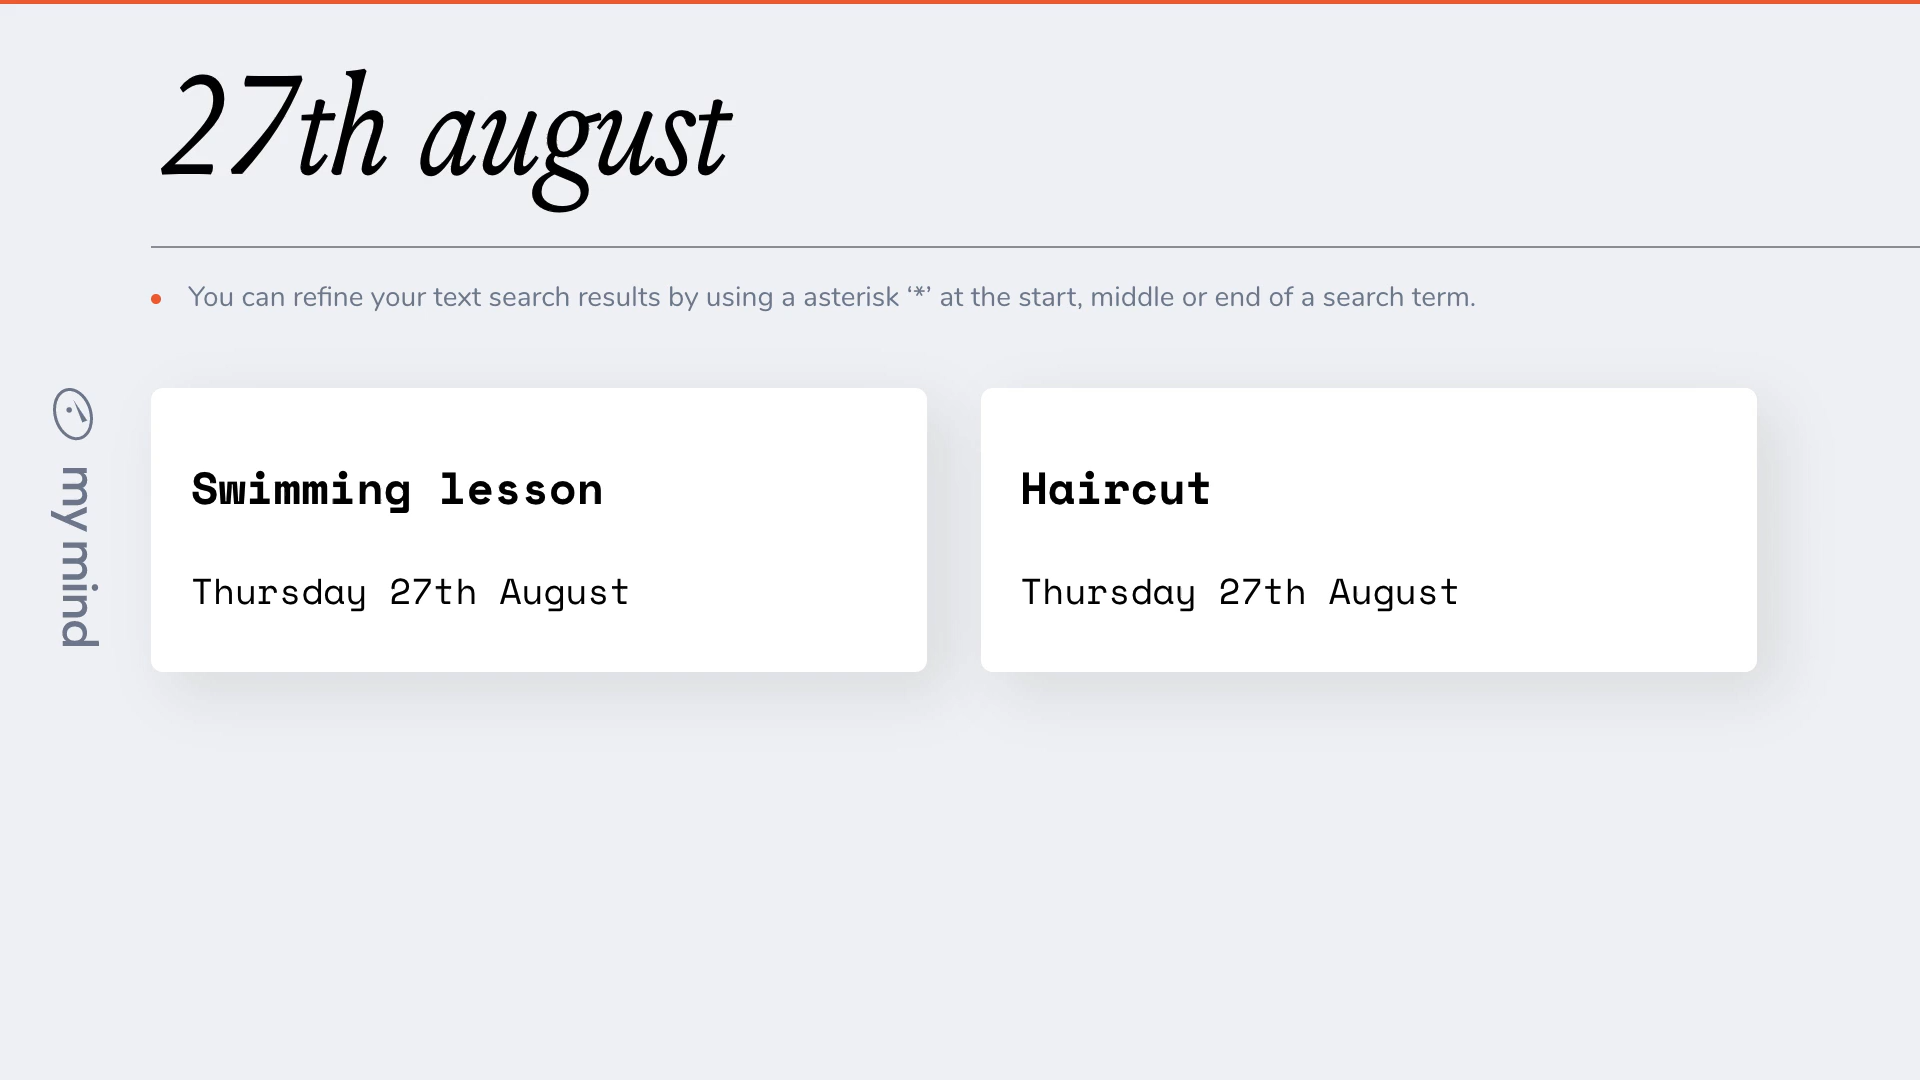 27th august
You can refine your text search results by using a asterisk ‘*’ at the start, middle or end of a search term.
my mind
Swimming lesson
Thursday 27th August
Haircut
Thursday 27th August